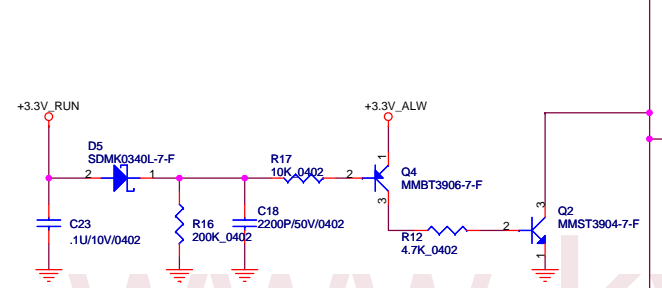 +3.3V_RUN
+3.3V_ALW
D5
SDMK0340L-7-F
2
1
R17
10K_0402
2
1
Q4
MMBT3906-7-F
3
C23
.1U/10V/0402
R16
200K_0402
C18
2200P/50V/0402
R12
4.7K_0402
2
3
Q2
MMST3904-7-F
1